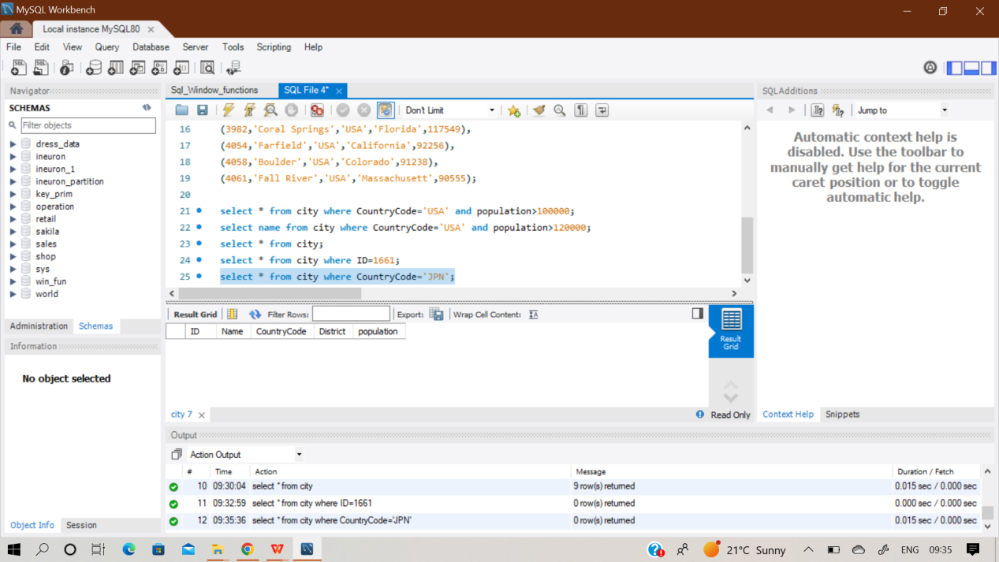 MySQL Workbench
Local instance MySQL80
File Edit View Query Database Server Tools Scripting Help
Navigator
SCHEMAS
Filter objects
dress_data
ineuron
ineuron_1
ineuron_partition
key_prim
operation
retail
sakila
sales
shop
sys
win_fun
world
Administration Schemas
Information
No object selected
Object Info Session
Sql_Window_functions SQL File 4*
Don't Limit
16 (3982,'Coral Springs','USA','Florida',117549),
17 (4054,'Farfield','USA','California',92256),
18 (4058,'Boulder','USA','Colorado',91238),
19 (4061,'Fall River','USA','Massachusett',90555);
20
21 select * from city where CountryCode='USA' and population>100000;
22 select name from city where CountryCode='USA' and population>120000;
23 select * from city;
24 select * from city where ID=1661;
25 select * from city where CountryCode='JPN';
Result Grid Filter Rows: Export: Wrap Cell Content:
ID Name CountryCode District population
Result
Grid
city 7
Read Only
SQLAdditions
Jump to
Automatic context help is
disabled. Use the toolbar to
manually get help for the current
caret position or to toggle
automatic help.
Context Help Snippets
Output
Action Output
# Time Action Message Duration / Fetch
10 09:30:04 select * from city 9 row(s) returned 0.015 sec / 0.000 sec
11 09:32:59 select * from city where ID=1661 0 row(s) returned 0.000 sec / 0.000 sec
12 09:35:36 select * from city where CountryCode='JPN' 0 row(s) returned 0.015 sec / 0.000 sec
21°C Sunny ENG 09:35